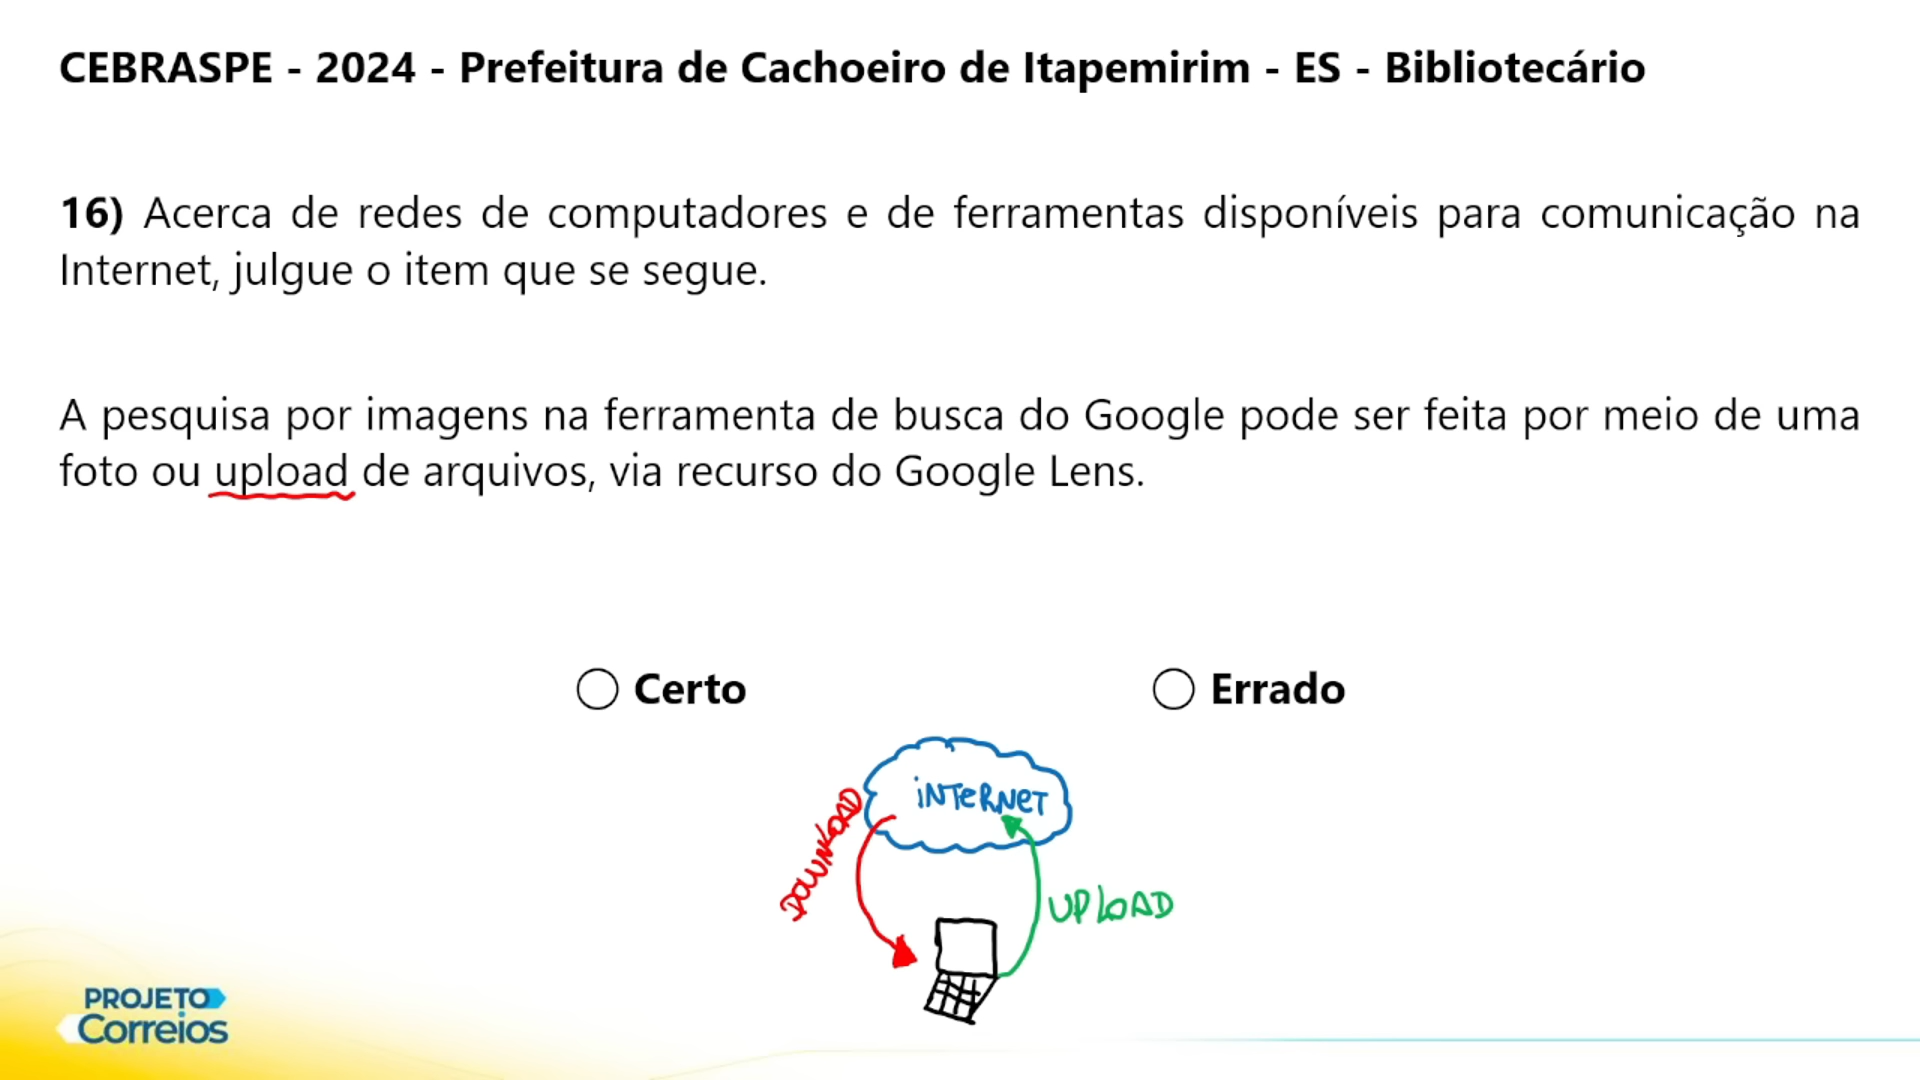 CEBRASPE - 2024 - Prefeitura de Cachoeiro de Itapemirim - ES - Bibliotecário
16) Acerca de redes de computadores e de ferramentas disponíveis para comunicação na
Internet, julgue o item que se segue.
A pesquisa por imagens na ferramenta de busca do Google pode ser feita por meio de uma
foto ou upload de arquivos, via recurso do Google Lens.
Certo
Errado
INTERNET
DOWNLOAD
UPLOAD
PROJETO
Correios